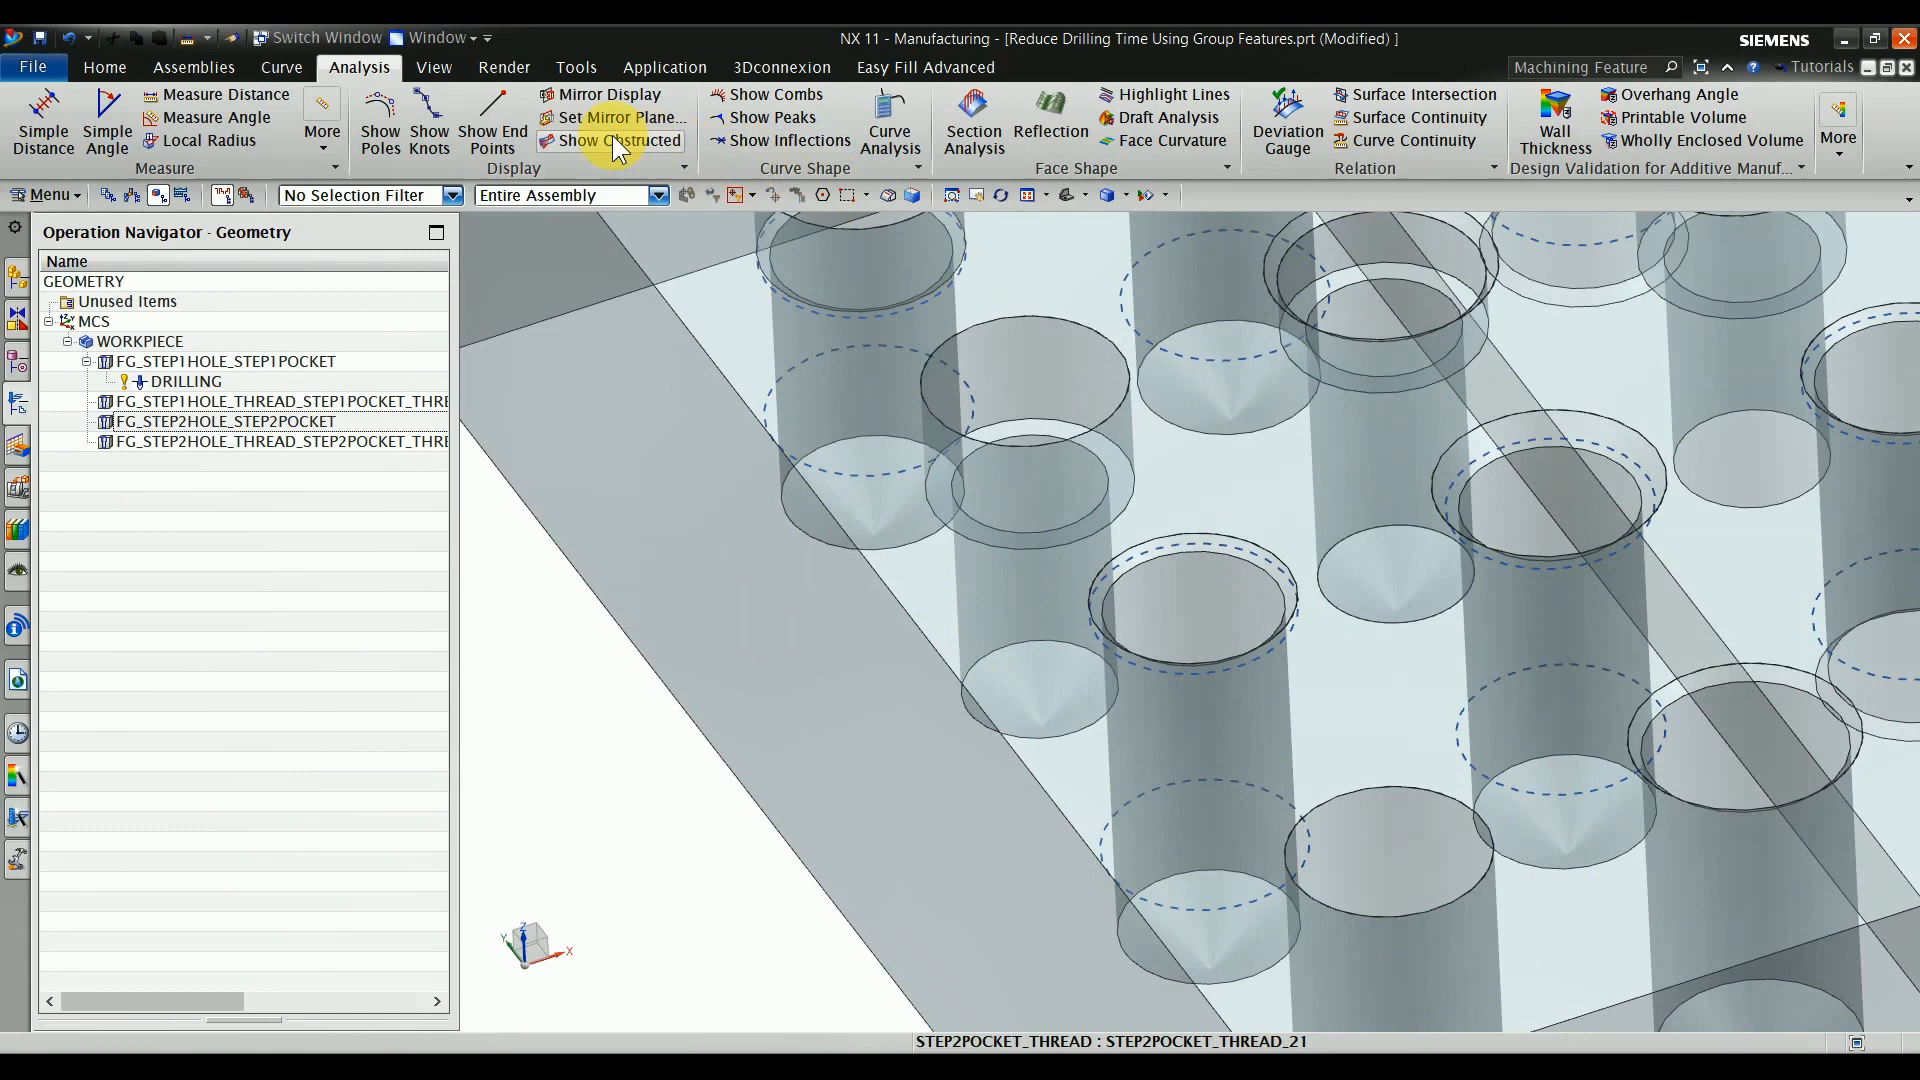 Switch Window Window NX 11 - Manufacturing - [Reduce Drilling Time Using Group Features.prt (Modified) ] SIEMENS
File Home Assemblies Curve Analysis View Render Tools Application 3Dconnexion Easy Fill Advanced Machining Feature Tutorials
Simple Distance
Simple Angle
Measure Distance
Measure Angle
Local Radius
More
Measure
Show Poles
Show Knots
Show End Points
Mirror Display
Set Mirror Plane...
Show Obstructed
Display
Show Combs
Show Peaks
Show Inflections
Curve Analysis
Curve Shape
Section Analysis
Reflection
Highlight Lines
Draft Analysis
Face Curvature
Face Shape
Deviation Gauge
Surface Intersection
Surface Continuity
Curve Continuity
Relation
Wall Thickness
Overhang Angle
Printable Volume
Wholly Enclosed Volume
Design Validation for Additive Manuf...
More
Menu No Selection Filter Entire Assembly
Operation Navigator - Geometry
Name
GEOMETRY
Unused Items
MCS
WORKPIECE
FG_STEP1HOLE_STEP1POCKET
DRILLING
FG_STEP1HOLE_THREAD_STEP1POCKET_THRE
FG_STEP2HOLE_STEP2POCKET
FG_STEP2HOLE_THREAD_STEP2POCKET_THRE
Z
Y
X
STEP2POCKET_THREAD : STEP2POCKET_THREAD_21